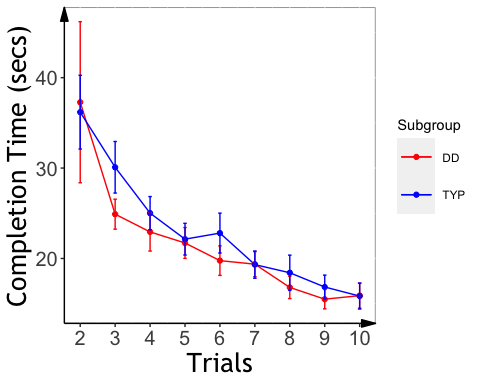 Completion Time (secs)
40
30
20
2 3 4 5 6 7 8 9 10
Trials
Subgroup
DD
TYP